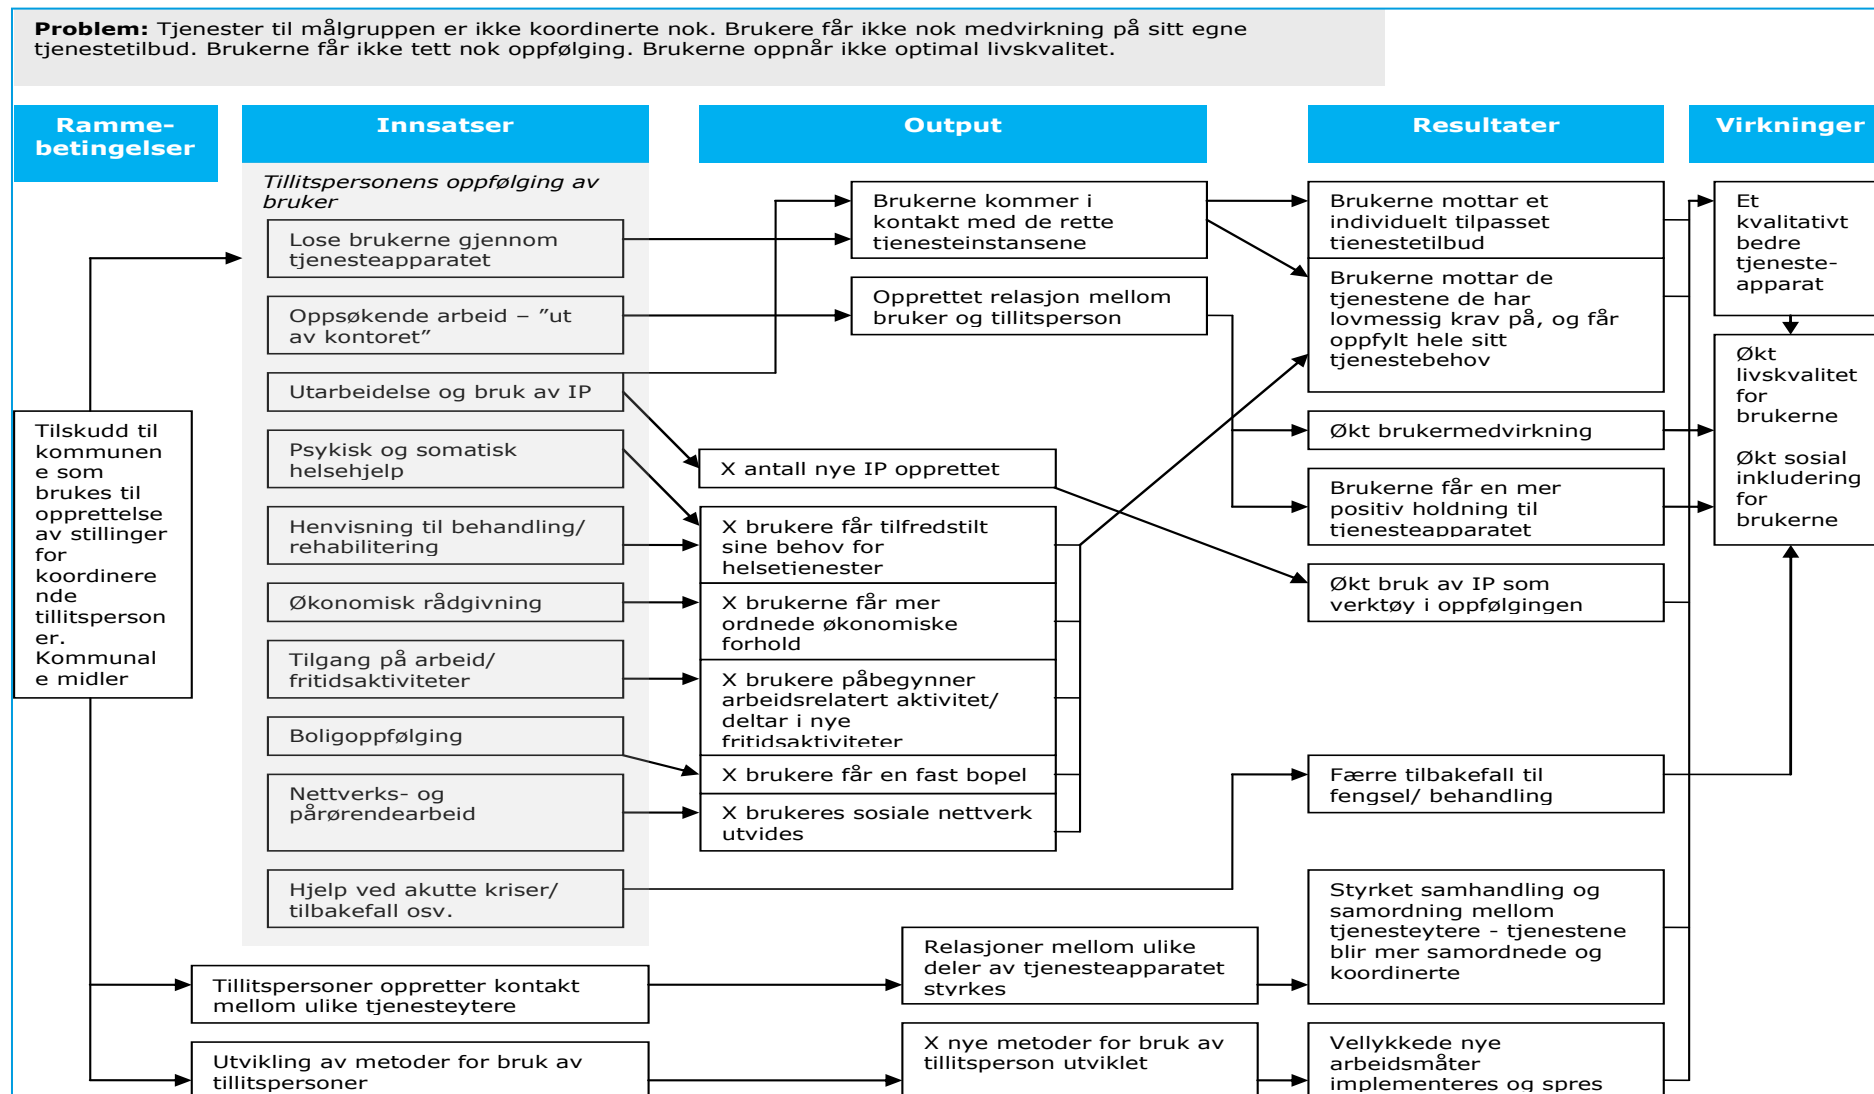 Problem: Tjenester til målgruppen er ikke koordinerte nok. Brukere får ikke nok medvirkning på sitt egne
tjenestetilbud. Brukerne får ikke tett nok oppfølging. Brukerne oppnår ikke optimal livskvalitet.
Ramme-
betingelser
Innsatser
Output
Resultater
Virkninger
Tilskudd til
kommunen
e som
brukes til
opprettelse
av stillinger
for
koordinere
nde
tillitsperson
er.
Kommunal
e midler
Tillitspersonens oppfølging av
bruker
Lose brukerne gjennom
tjenesteapparatet
Oppsøkende arbeid – ”ut
av kontoret”
Utarbeidelse og bruk av IP
Psykisk og somatisk
helsehjelp
Henvisning til behandling/
rehabilitering
Økonomisk rådgivning
Tilgang på arbeid/
fritidsaktiviteter
Boligoppfølging
Nettverks- og
pårørendearbeid
Hjelp ved akutte kriser/
tilbakefall osv.
Tillitspersoner oppretter kontakt
mellom ulike tjenesteytere
Utvikling av metoder for bruk av
tillitspersoner
Brukerne kommer i
kontakt med de rette
tjenesteinstansene
Opprettet relasjon mellom
bruker og tillitsperson
X antall nye IP opprettet
X brukere får tilfredstilt
sine behov for
helsetjenester
X brukerne får mer
ordnede økonomiske
forhold
X brukere påbegynner
arbeidsrelatert aktivitet/
deltar i nye
fritidsaktiviteter
X brukere får en fast bopel
X brukeres sosiale nettverk
utvides
Relasjoner mellom ulike
deler av tjenesteapparatet
styrkes
X nye metoder for bruk av
tillitsperson utviklet
Brukerne mottar et
individuelt tilpasset
tjenestetilbud
Brukerne mottar de
tjenestene de har
lovmessig krav på, og får
oppfylt hele sitt
tjenestebehov
Økt brukermedvirkning
Brukerne får en mer
positiv holdning til
tjenesteapparatet
Økt bruk av IP som
verktøy i oppfølgingen
Færre tilbakefall til
fengsel/ behandling
Styrket samhandling og
samordning mellom
tjenesteytere - tjenestene
blir mer samordnede og
koordinerte
Vellykkede nye
arbeidsmåter
implementeres og spres
Et
kvalitativt
bedre
tjeneste-
apparat
Økt
livskvalitet
for
brukerne
Økt sosial
inkludering
for
brukerne